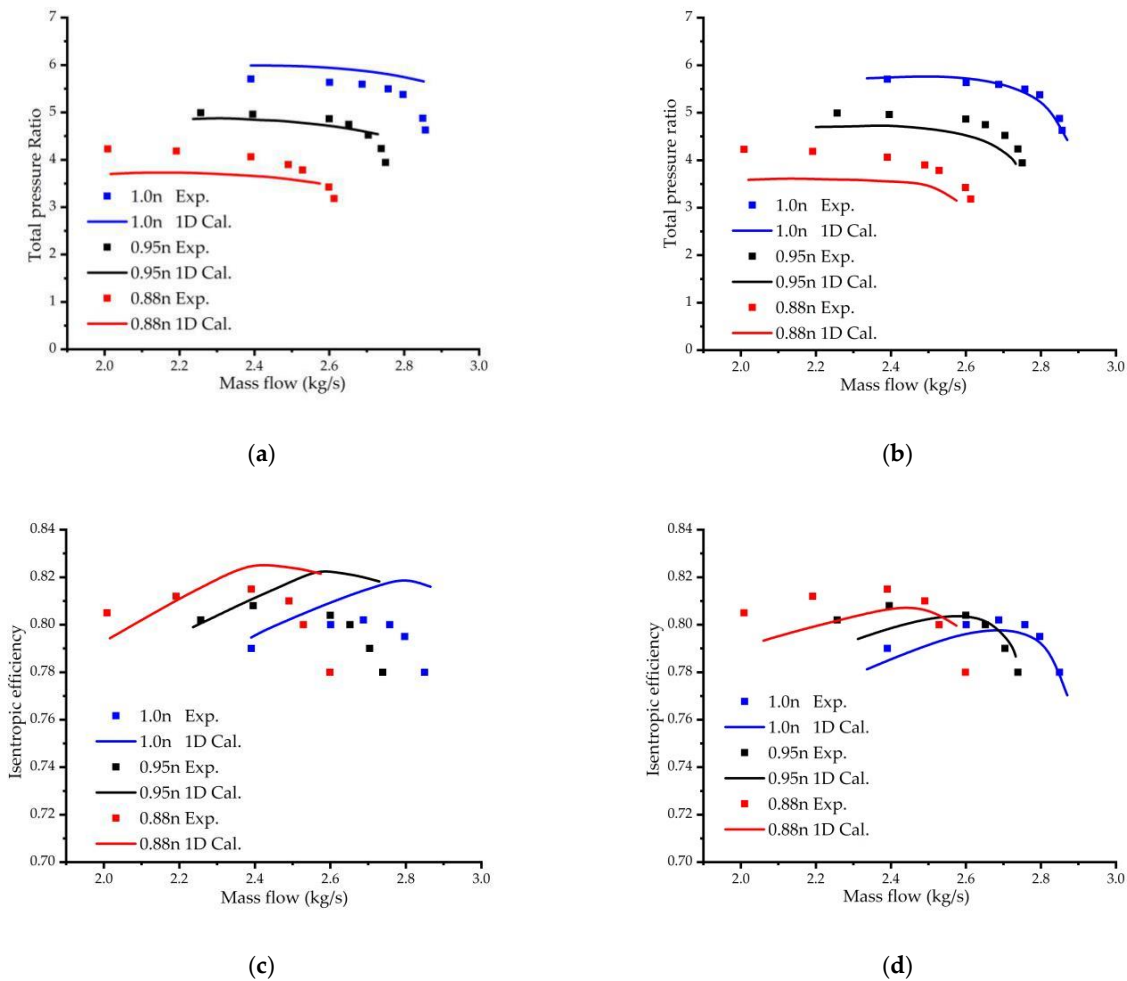 7
6
5
4
3
2
1
0
Total pressure Ratio
1.0n Exp.
1.0n 1D Cal.
0.95n Exp.
0.95n 1D Cal.
0.88n Exp.
0.88n 1D Cal.
2.0 2.2 2.4 2.6 2.8 3.0
Mass flow (kg/s)
(a)
7
6
5
4
3
2
1
0
Total pressure ratio
1.0n Exp.
1.0n 1D Cal.
0.95n Exp.
0.95n 1D Cal.
0.88n Exp.
0.88n 1D Cal.
2.0 2.2 2.4 2.6 2.8 3.0
Mass flow (kg/s)
(b)
0.84
0.82
0.80
0.78
0.76
0.74
0.72
0.70
Isentropic efficiency
1.0n Exp.
1.0n 1D Cal.
0.95n Exp.
0.95n 1D Cal.
0.88n Exp.
0.88n 1D Cal.
2.0 2.2 2.4 2.6 2.8 3.0
Mass flow (kg/s)
(c)
0.84
0.82
0.80
0.78
0.76
0.74
0.72
0.70
Isentropic efficiency
1.0n Exp.
1.0n 1D Cal.
0.95n Exp.
0.95n 1D Cal.
0.88n Exp.
0.88n 1D Cal.
2.0 2.2 2.4 2.6 2.8 3.0
Mass flow (kg/s)
(d)